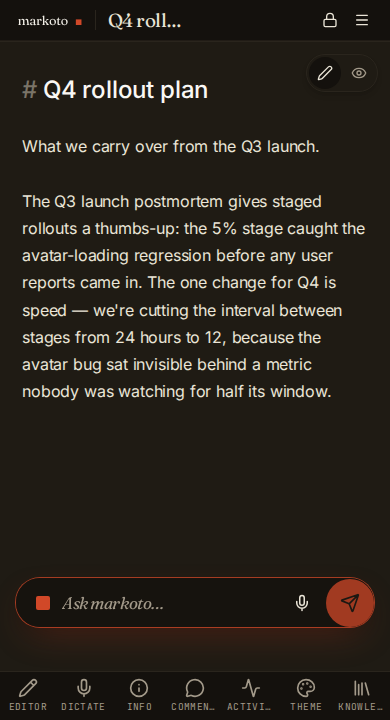 markoto
Q4 roll...
# Q4 rollout plan
What we carry over from the Q3 launch.
The Q3 launch postmortem gives staged
rollouts a thumbs-up: the 5% stage caught the
avatar-loading regression before any user
reports came in. The one change for Q4 is
speed — we're cutting the interval between
stages from 24 hours to 12, because the
avatar bug sat invisible behind a metric
nobody was watching for half its window.
Ask markoto...
EDITOR DICTATE INFO COMMEN… ACTIVI… THEME KNOWLE…